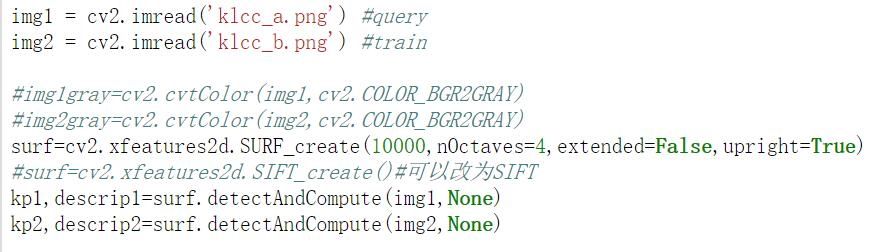 img1 = cv2.imread('klcc_a.png') #query
img2 = cv2.imread('klcc_b.png') #train
#img1gray=cv2.cvtColor(img1,cv2.COLOR_BGR2GRAY)
#img2gray=cv2.cvtColor(img2,cv2.COLOR_BGR2GRAY)
surf=cv2.xfeatures2d.SURF_create(10000,nOctaves=4,extended=False,upright=True)
#surf=cv2.xfeatures2d.SIFT_create()#可以改为SIFT
kp1,descrip1=surf.detectAndCompute(img1,None)
kp2,descrip2=surf.detectAndCompute(img2,None)